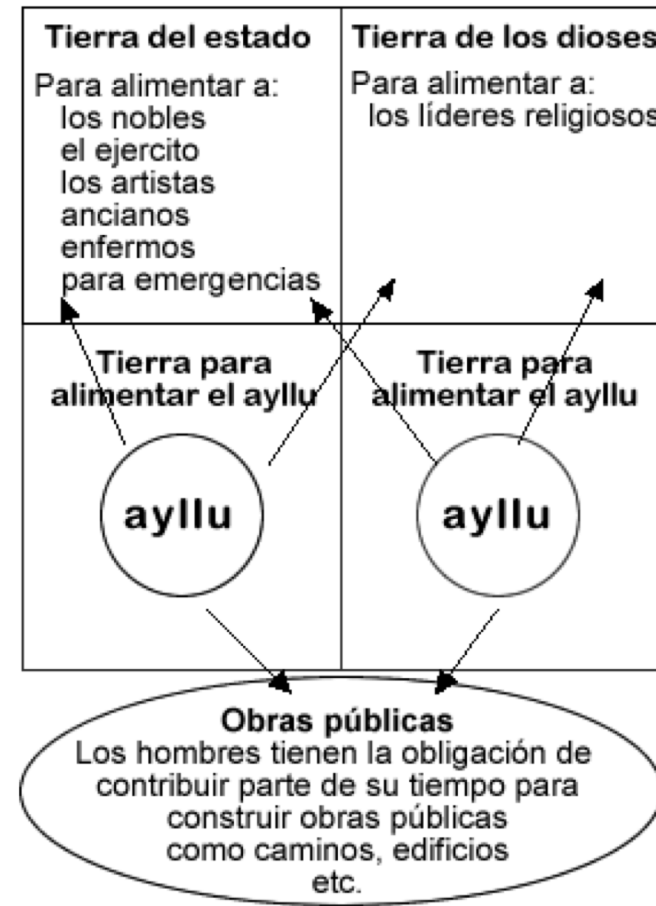 Tierra del estado
Para alimentar a:
los nobles
el ejercito
los artistas
ancianos
enfermos
para emergencias
Tierra de los dioses
Para alimentar a:
los líderes religiosos
Tierra para
alimentar el ayllu
ayllu
Tierra para
alimentar el ayllu
ayllu
Obras públicas
Los hombres tienen la obligación de
contribuir parte de su tiempo para
construir obras públicas
como caminos, edificios
etc.